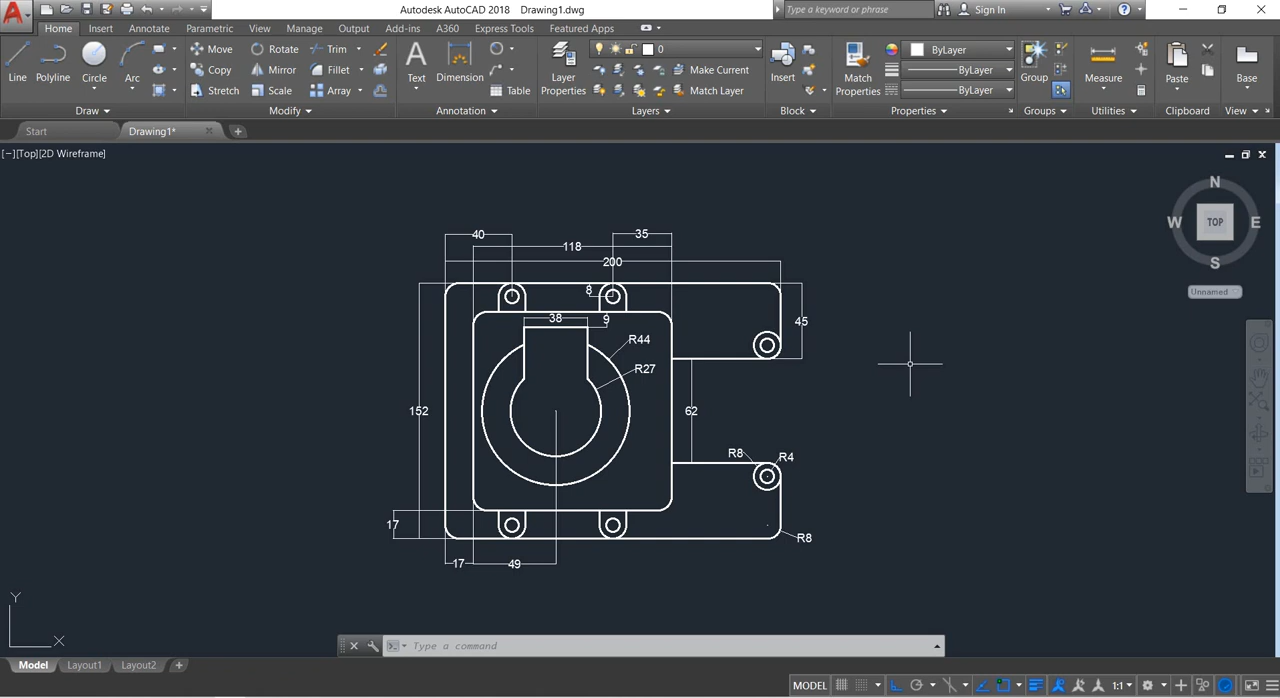 Autodesk AutoCAD 2018 Drawing1.dwg
Type a keyword or phrase
Sign In
Home Insert Annotate Parametric View Manage Output Add-ins A360 Express Tools Featured Apps
Line Polyline Circle Arc
Move Rotate Trim
Copy Mirror Fillet
Stretch Scale Array
Text Dimension Table
Layer Properties
0
Make Current
Match Layer
Insert
Match Properties
ByLayer
ByLayer
ByLayer
Group
Measure
Paste
Base
Draw Modify Annotation Layers Block Properties Groups Utilities Clipboard View
Start Drawing1*
[−][Top][2D Wireframe]
N
W TOP E
S
Unnamed
40 35
118
200
8
38 9
45
R44
R27
152
62
R8 R4
17
R8
17 49
Y
X
Type a command
Model Layout1 Layout2 +
MODEL 1:1